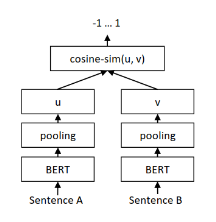 -1 … 1
cosine-sim(u, v)
u v
pooling pooling
BERT BERT
Sentence A Sentence B